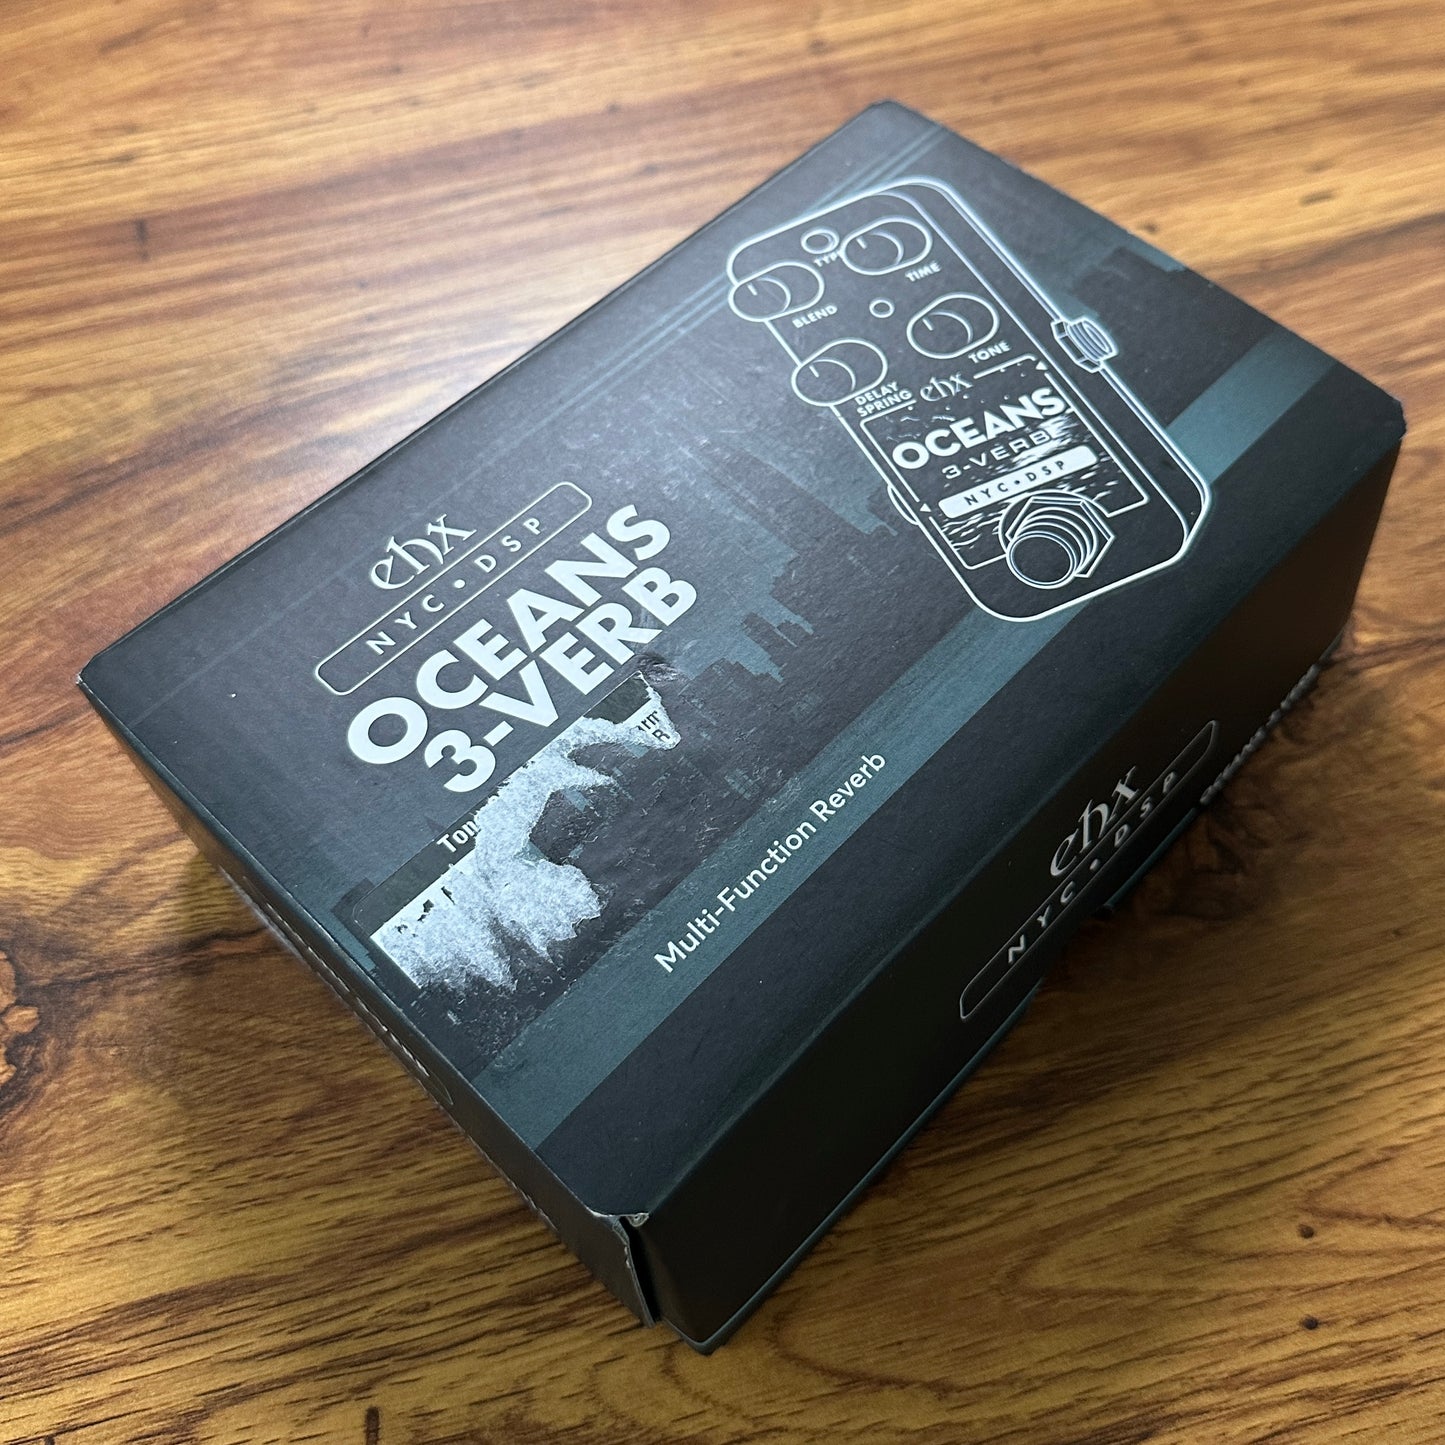 ehx
NYC•DSP
OCEANS
3-VERB
Multi-Function Reverb
TYPE
TIME
BLEND
TONE
DELAY
SPRING
ehx
OCEANS
3-VERB
NYC•DSP
ehx
NYC•DSP